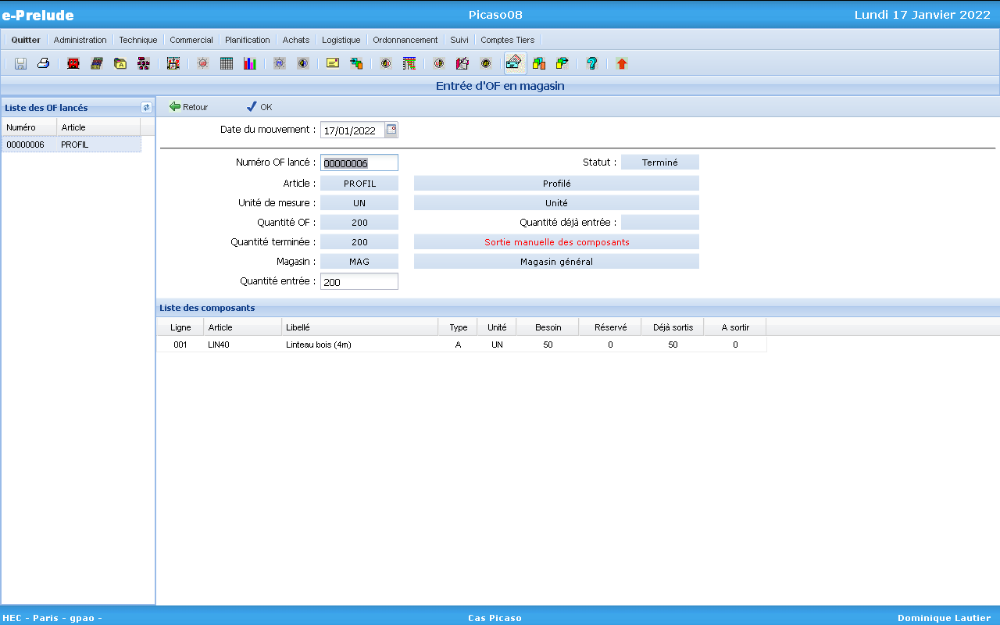 e-Prelude Picaso08 Lundi 17 Janvier 2022
Quitter Administration Technique Commercial Planification Achats Logistique Ordonnancement Suivi Comptes Tiers
Entrée d'OF en magasin
Liste des OF lancés
Numéro Article
00000006 PROFIL
Retour OK
Date du mouvement : 17/01/2022
Numéro OF lancé : 00000006 Statut : Terminé
Article : PROFIL Profilé
Unité de mesure : UN Unité
Quantité OF : 200 Quantité déjà entrée :
Quantité terminée : 200 Sortie manuelle des composants
Magasin : MAG Magasin général
Quantité entrée : 200
Liste des composants
Ligne Article Libellé Type Unité Besoin Réservé Déjà sortis A sortir
001 LIN40 Linteau bois (4m) A UN 50 0 50 0
HEC - Paris - gpao - Cas Picaso Dominique Lautier